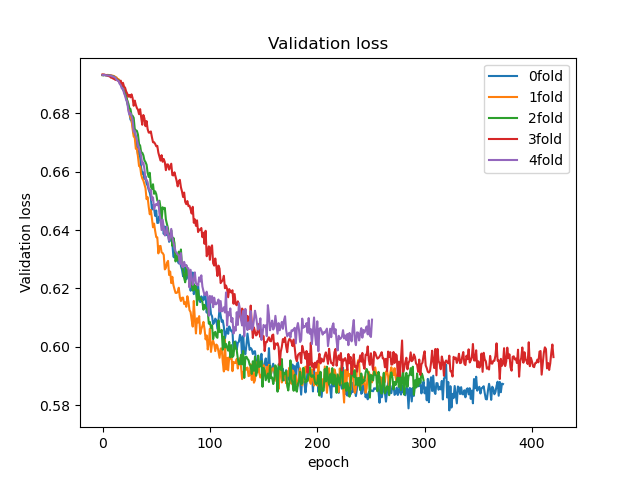 Validation loss
0fold
1fold
2fold
3fold
4fold
Validation loss
0.68
0.66
0.64
0.62
0.60
0.58
0
100
200
300
400
epoch